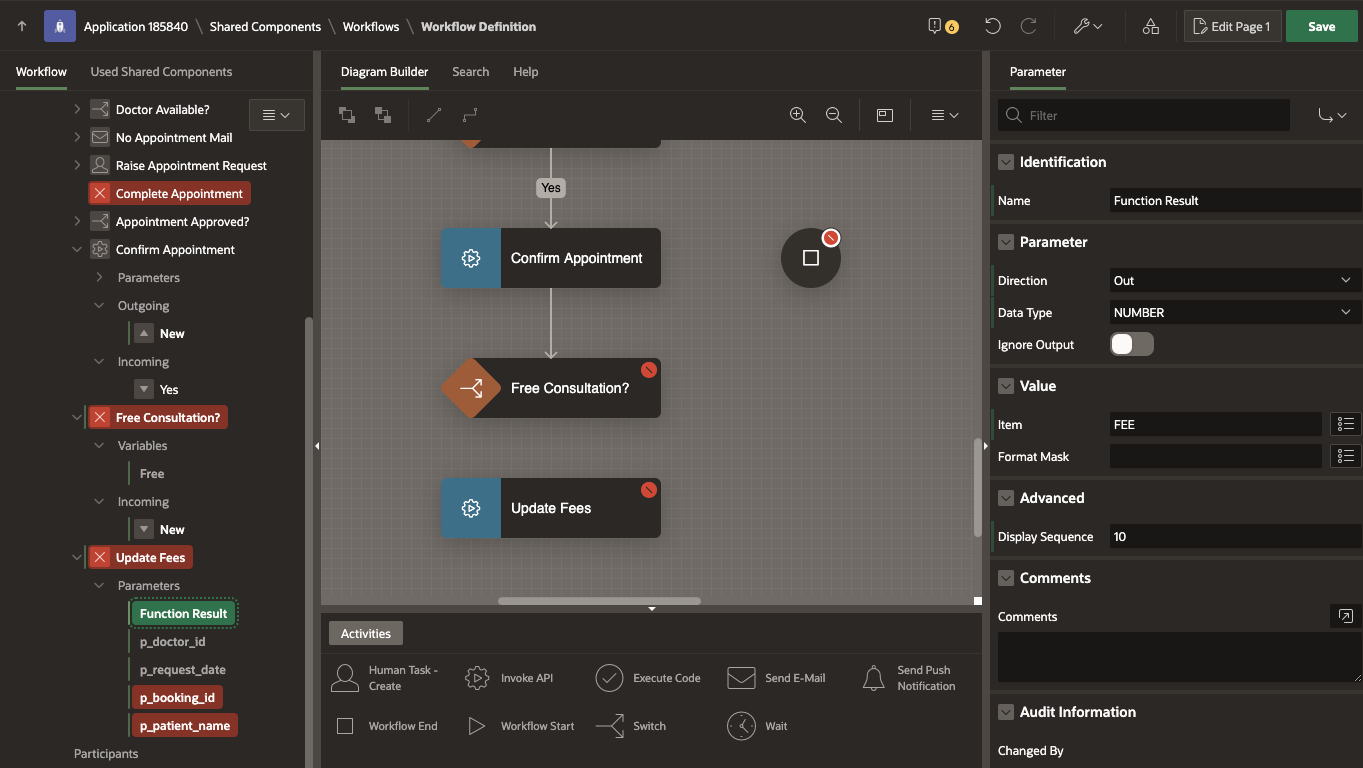 Application 185840 \ Shared Components \ Workflows \ Workflow Definition
6
Edit Page 1
Save
Workflow
Used Shared Components
Doctor Available?
No Appointment Mail
Raise Appointment Request
Complete Appointment
Appointment Approved?
Confirm Appointment
Parameters
Outgoing
New
Incoming
Yes
Free Consultation?
Variables
Free
Incoming
New
Update Fees
Parameters
Function Result
p_doctor_id
p_request_date
p_booking_id
p_patient_name
Participants
Diagram Builder
Search
Help
Yes
Confirm Appointment
Free Consultation?
Update Fees
Activities
Human Task -
Create
Invoke API
Execute Code
Send E-Mail
Send Push
Notification
Workflow End
Workflow Start
Switch
Wait
Parameter
Filter
Identification
Name
Function Result
Parameter
Direction
Out
Data Type
NUMBER
Ignore Output
Value
Item
FEE
Format Mask
Advanced
Display Sequence
10
Comments
Comments
Audit Information
Changed By